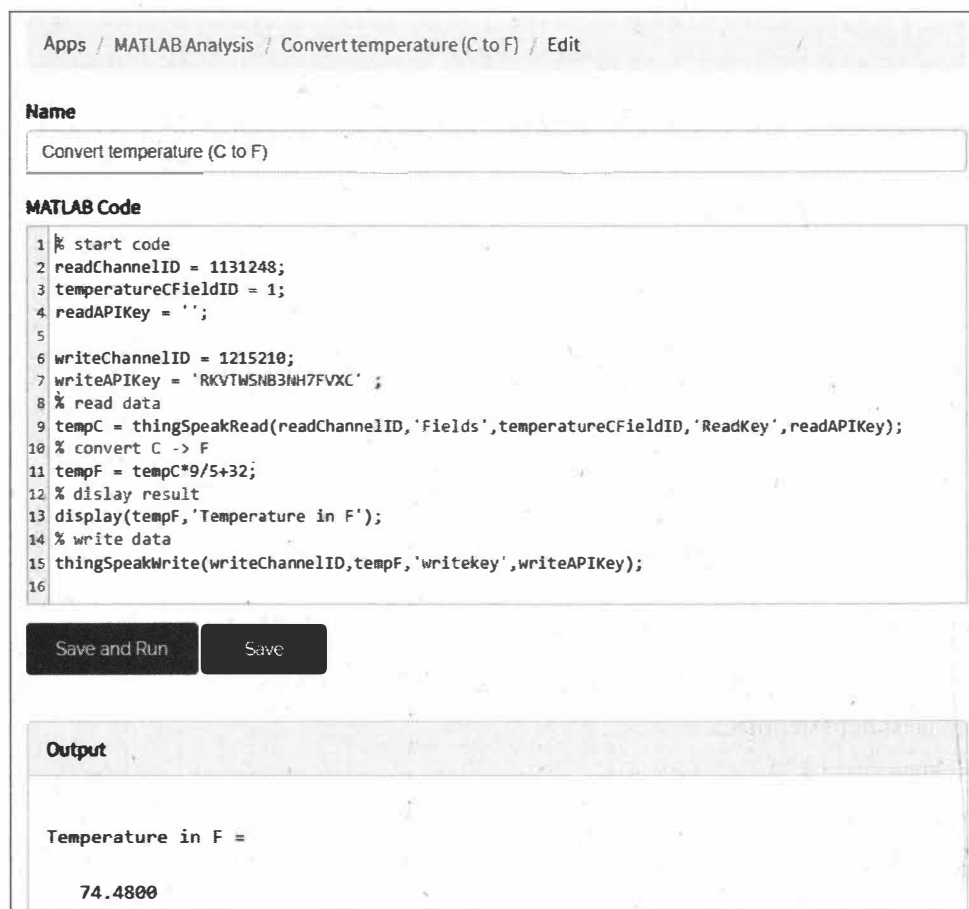 Apps / MATLAB Analysis / Convert temperature (C to F) / Edit
Name
Convert temperature (C to F)
MATLAB Code
1 % start code
2 readChannelID = 1131248;
3 temperatureCFieldID = 1;
4 readAPIKey = '';
5
6 writeChannelID = 1215210;
7 writeAPIKey = 'RKVTWSNB3NH7FVXC' ;
8 % read data
9 tempC = thingSpeakRead(readChannelID,'Fields',temperatureCFieldID,'ReadKey',readAPIKey);
10 % convert C -> F
11 tempF = tempC*9/5+32;
12 % dislay result
13 display(tempF,'Temperature in F');
14 % write data
15 thingSpeakWrite(writeChannelID,tempF,'writekey',writeAPIKey);
16
Save and Run Save
Output
Temperature in F =
74.4800